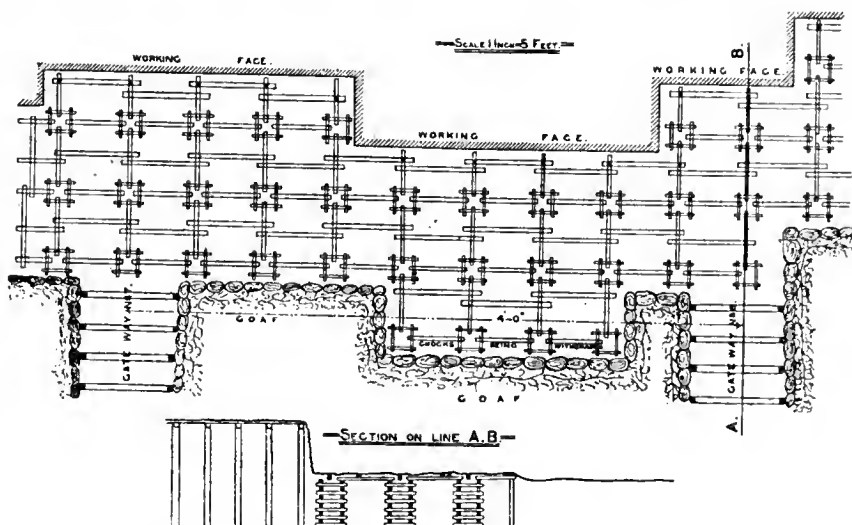 SCALE 1 INCH = 5 FEET.
WORKING FACE.
WORKING FACE.
B.
WORKING FACE.
GATE WAY
GOAF
4'-0"
CHOCKS BEING WITHDRAWN
GOAF
GATE WAY
A.
SECTION ON LINE A.B.